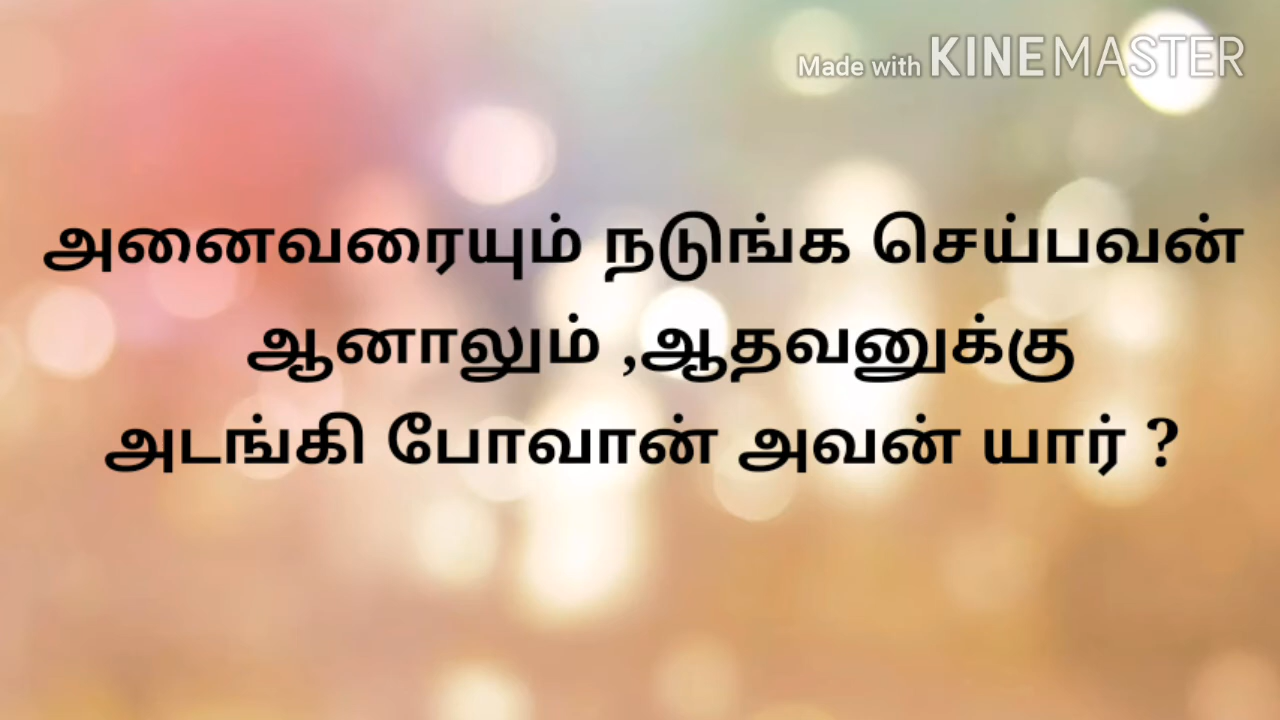 Made with KINEMASTER
அனைவரையும் நடுங்க செய்பவன்
ஆனாலும் ,ஆதவனுக்கு
அடங்கி போவான் அவன் யார் ?